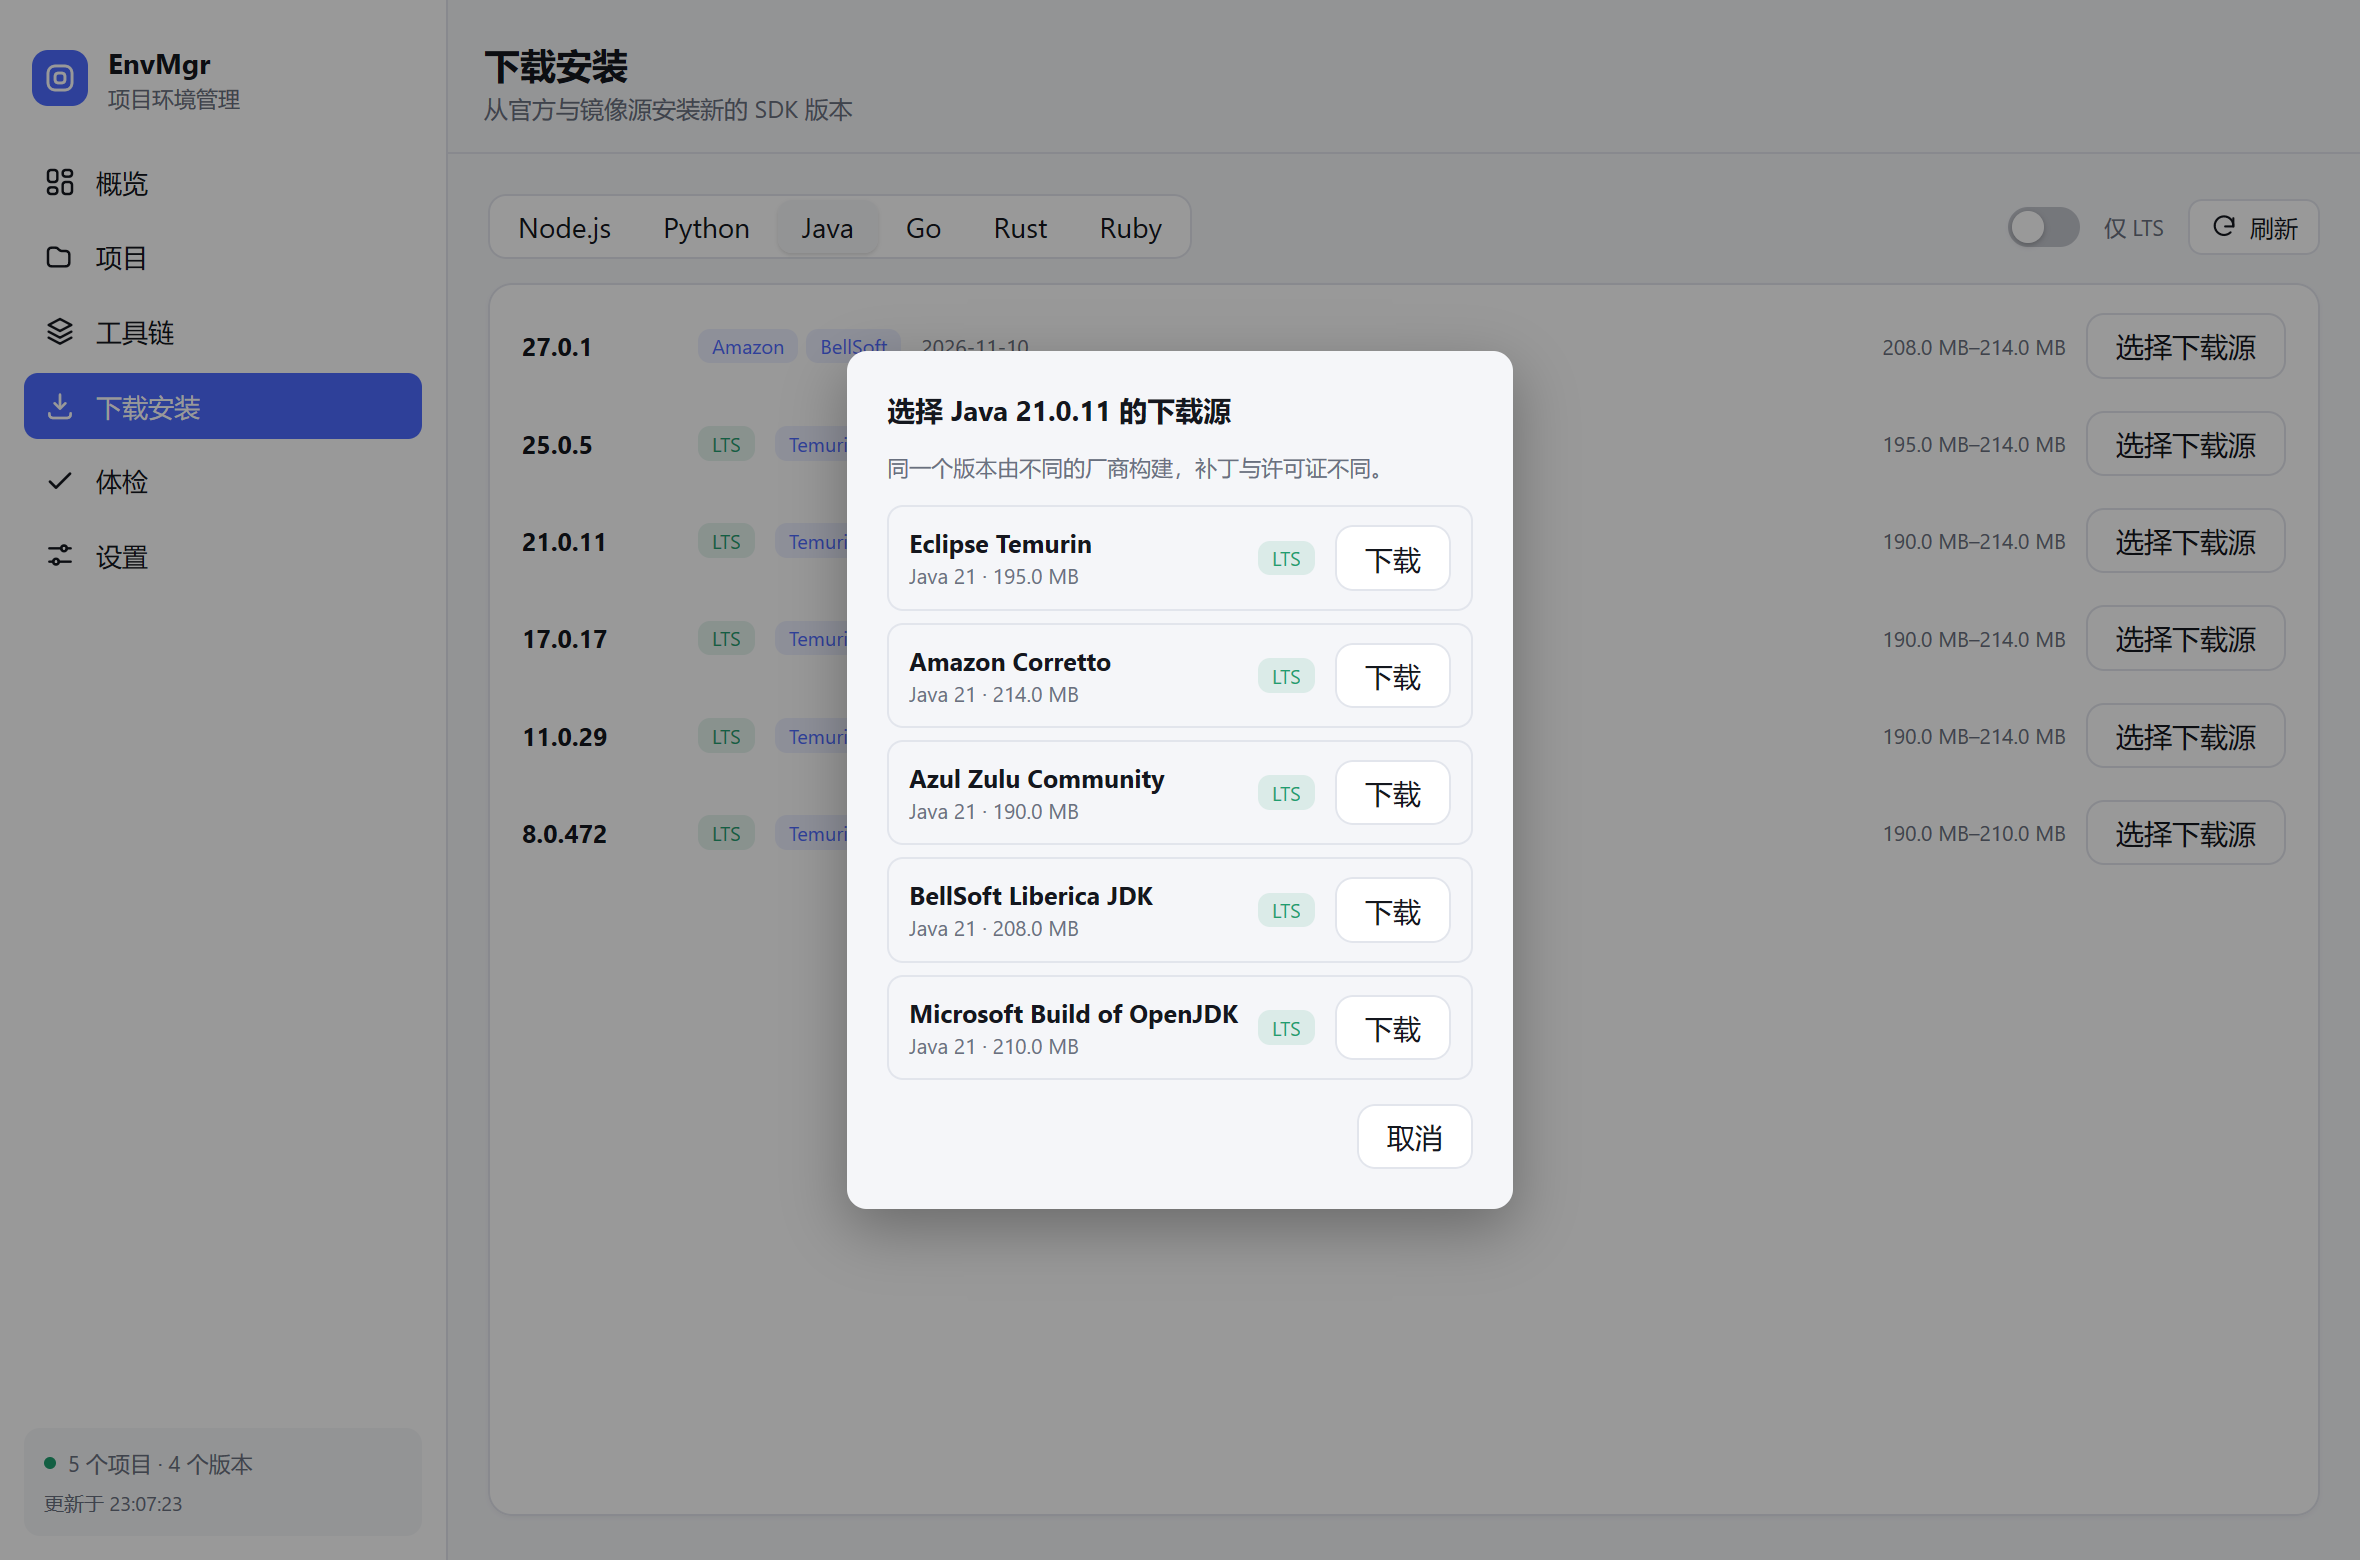 EnvMgr
项目环境管理
概览
项目
工具链
下载安装
体检
设置
5 个项目 · 4 个版本
更新于 23:07:23
下载安装
从官方与镜像源安装新的 SDK 版本
Node.js Python Java Go Rust Ruby
仅 LTS 刷新
27.0.1 Amazon BellSoft 2026-11-10 208.0 MB–214.0 MB 选择下载源
25.0.5 LTS 195.0 MB–214.0 MB 选择下载源
21.0.11 LTS 190.0 MB–214.0 MB 选择下载源
17.0.17 LTS 190.0 MB–214.0 MB 选择下载源
11.0.29 LTS 190.0 MB–214.0 MB 选择下载源
8.0.472 LTS 190.0 MB–210.0 MB 选择下载源
选择 Java 21.0.11 的下载源
同一个版本由不同的厂商构建，补丁与许可证不同。
Eclipse Temurin LTS 下载
Java 21 · 195.0 MB
Amazon Corretto LTS 下载
Java 21 · 214.0 MB
Azul Zulu Community LTS 下载
Java 21 · 190.0 MB
BellSoft Liberica JDK LTS 下载
Java 21 · 208.0 MB
Microsoft Build of OpenJDK LTS 下载
Java 21 · 210.0 MB
取消